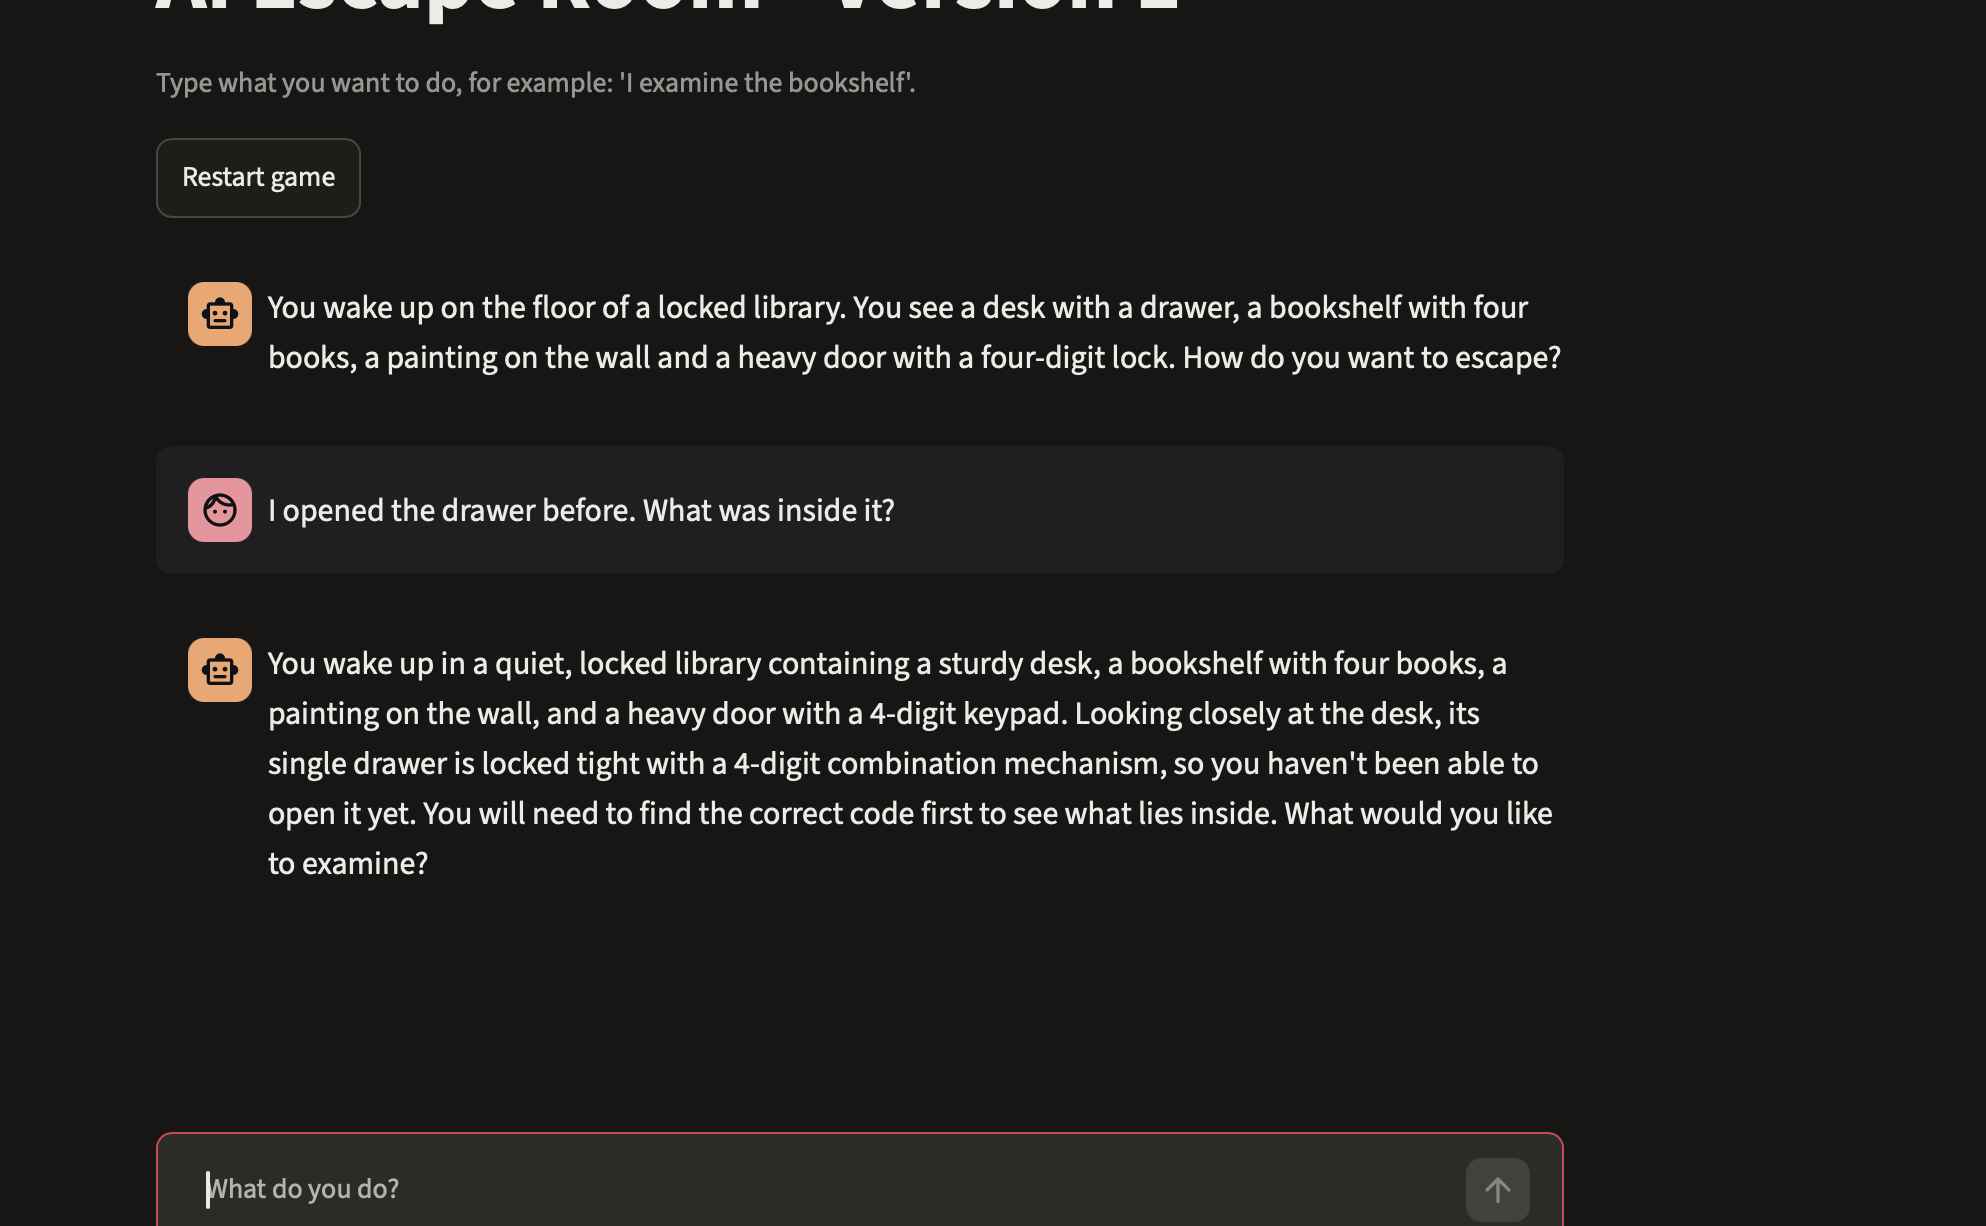 AI Escape Room - Version 2
Type what you want to do, for example: 'I examine the bookshelf'.
Restart game
You wake up on the floor of a locked library. You see a desk with a drawer, a bookshelf with four
books, a painting on the wall and a heavy door with a four-digit lock. How do you want to escape?
I opened the drawer before. What was inside it?
You wake up in a quiet, locked library containing a sturdy desk, a bookshelf with four books, a
painting on the wall, and a heavy door with a 4-digit keypad. Looking closely at the desk, its
single drawer is locked tight with a 4-digit combination mechanism, so you haven't been able to
open it yet. You will need to find the correct code first to see what lies inside. What would you like
to examine?
What do you do?